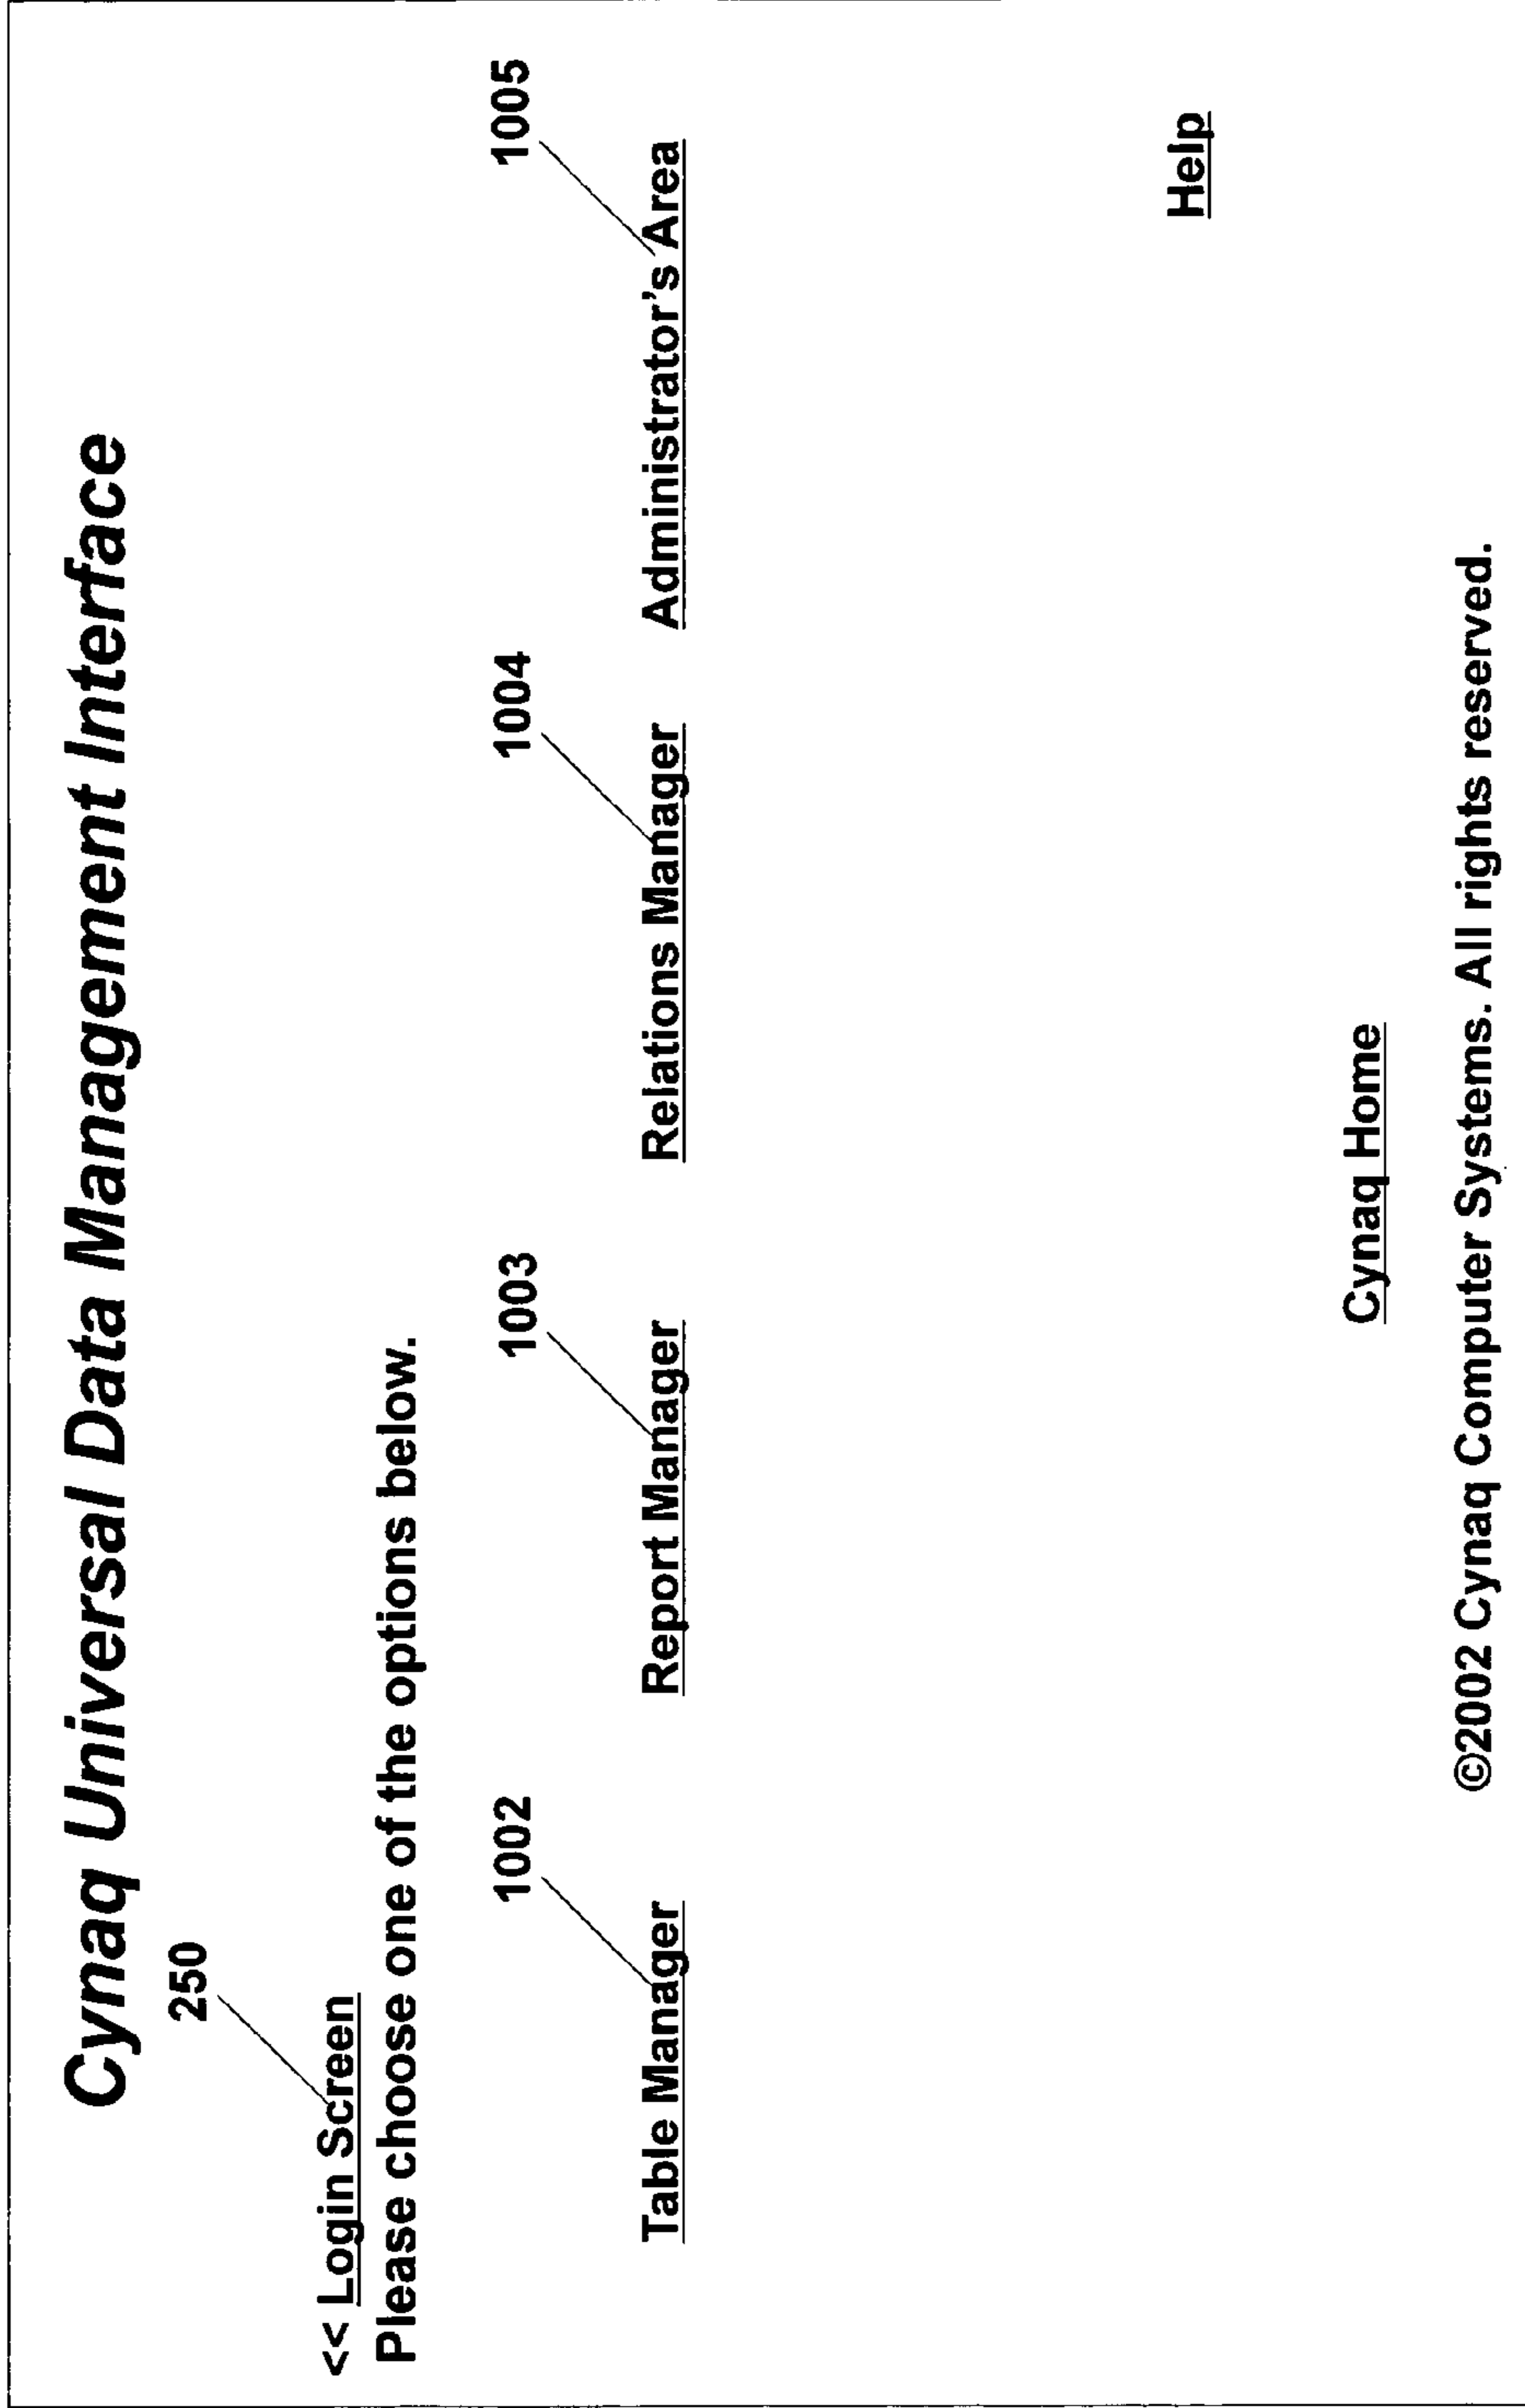 Cynaq Universal Data Management Interface
250
<< Login Screen
Please choose one of the options below.
1002 1003 1004 1005
Table Manager Report Manager Relations Manager Administrator's Area
Help
Cynaq Home
©2002 Cynaq Computer Systems. All rights reserved.